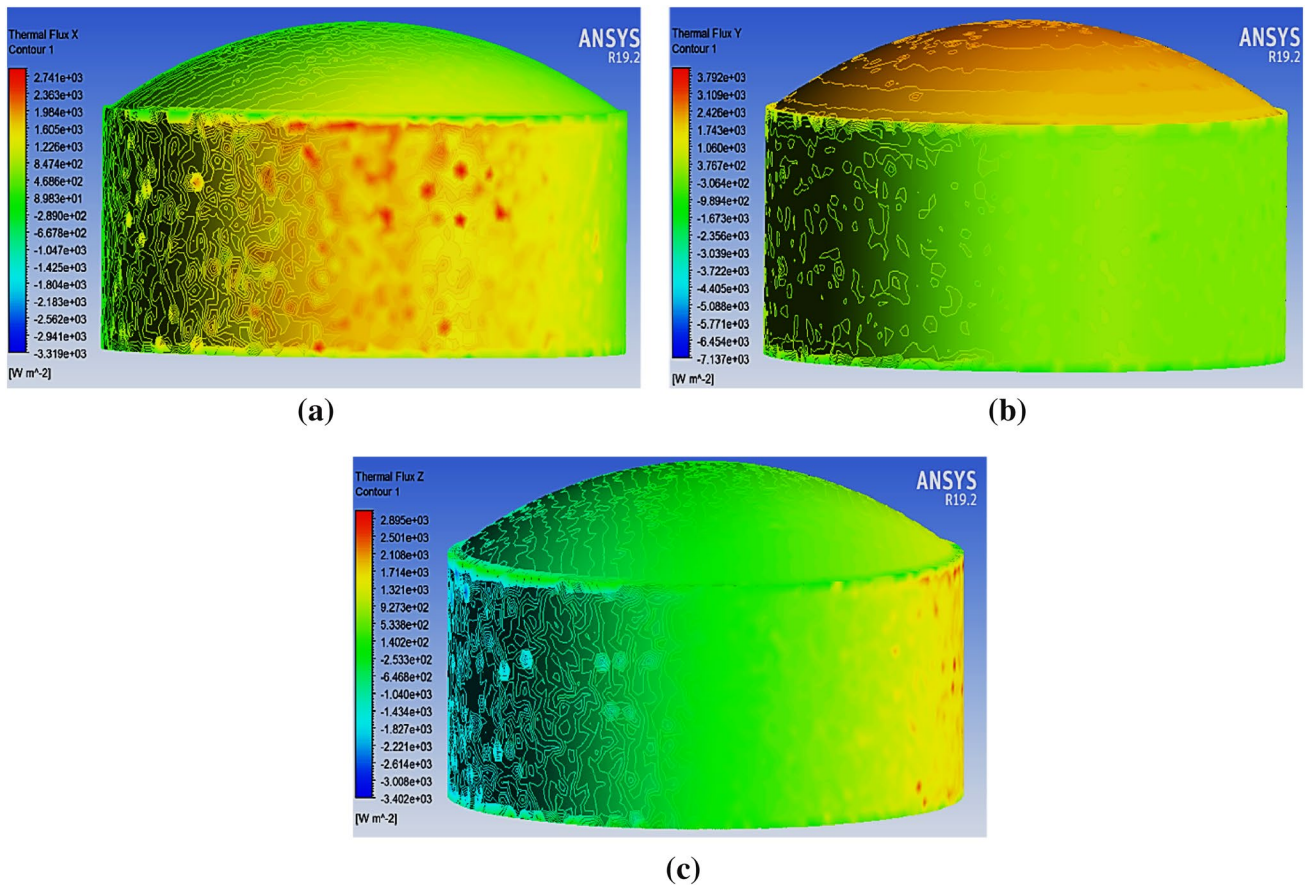 Thermal Flux X
Contour 1
2.741e+03
2.363e+03
1.984e+03
1.605e+03
1.226e+03
8.474e+02
4.686e+02
8.983e+01
-2.890e+02
-6.678e+02
-1.047e+03
-1.425e+03
-1.804e+03
-2.183e+03
-2.562e+03
-2.941e+03
-3.319e+03
[W m^-2]
ANSYS
R19.2
(a)
Thermal Flux Y
Contour 1
3.792e+03
3.109e+03
2.426e+03
1.743e+03
1.060e+03
3.767e+02
-3.064e+02
-9.894e+02
-1.673e+03
-2.356e+03
-3.039e+03
-3.722e+03
-4.405e+03
-5.088e+03
-5.771e+03
-6.454e+03
-7.137e+03
[W m^-2]
ANSYS
R19.2
(b)
Thermal Flux Z
Contour 1
2.895e+03
2.501e+03
2.108e+03
1.714e+03
1.321e+03
9.273e+02
5.338e+02
1.402e+02
-2.533e+02
-6.468e+02
-1.040e+03
-1.434e+03
-1.827e+03
-2.221e+03
-2.614e+03
-3.008e+03
-3.402e+03
[W m^-2]
ANSYS
R19.2
(c)